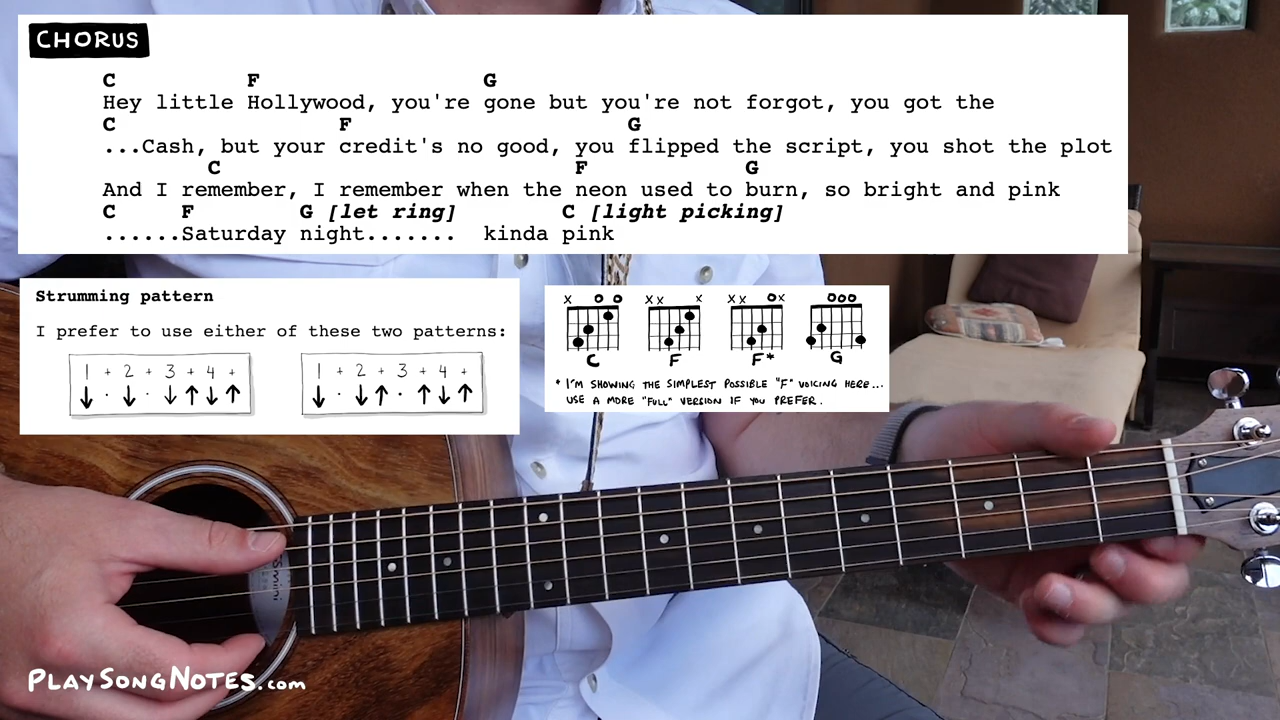 CHORUS
C F G
Hey little Hollywood, you're gone but you're not forgot, you got the
C F G
...Cash, but your credit's no good, you flipped the script, you shot the plot
C F G
And I remember, I remember when the neon used to burn, so bright and pink
C F G [let ring] C [light picking]
......Saturday night....... kinda pink
Strumming pattern
I prefer to use either of these two patterns:
1 + 2 + 3 + 4 +
↓ · ↓ · ↓ ↑ ↓ ↑
1 + 2 + 3 + 4 +
↓ · ↓ ↑ · ↑ ↓ ↑
x o o
C
x x x
F
x x o x
F*
o o o
G
* I'M SHOWING THE SIMPLEST POSSIBLE "F" VOICING HERE...
USE A MORE "FULL" VERSION IF YOU PREFER.
PLAYSONGNOTES.COM